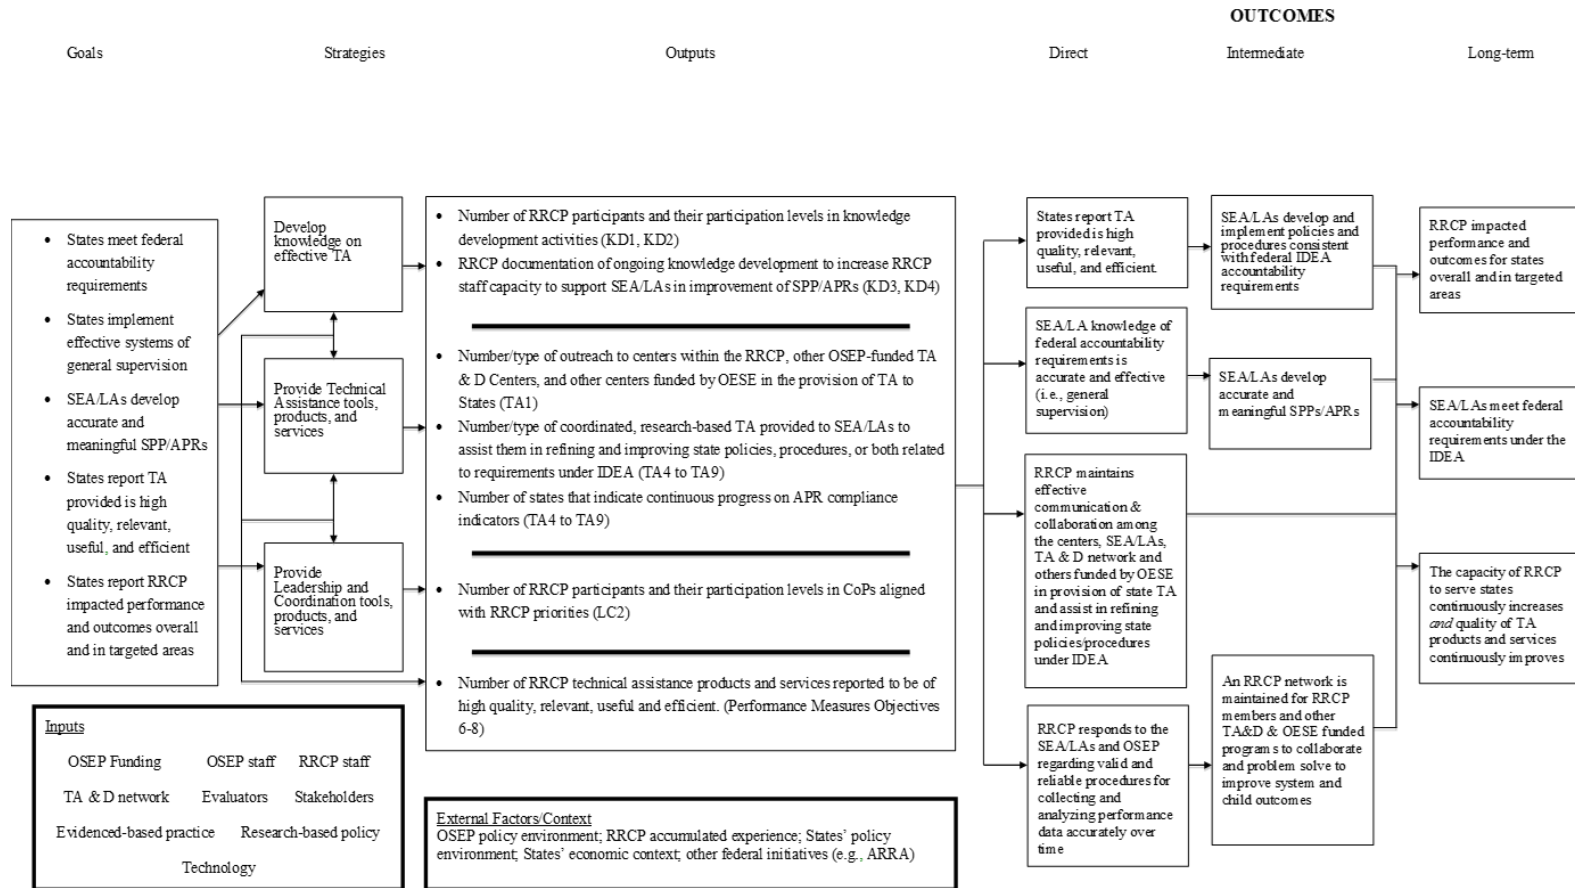 OUTCOMES
Goals
Strategies
Outputs
Direct
Intermediate
Long-term
• States meet federal
accountability
requirements
• States implement
effective systems of
general supervision
• SEA/LAs develop
accurate and
meaningful SPP/APRs
• States report TA
provided is high
quality, relevant,
useful, and efficient
• States report RRCP
impacted performance
and outcomes overall
and in targeted areas
Develop
knowledge on
effective TA
Provide Technical
Assistance tools,
products, and
services
Provide
Leadership and
Coordination tools,
products, and
services
• Number of RRCP participants and their participation levels in knowledge
development activities (KD1, KD2)
• RRCP documentation of ongoing knowledge development to increase RRCP
staff capacity to support SEA/LAs in improvement of SPP/APRs (KD3, KD4)
• Number/type of outreach to centers within the RRCP, other OSEP-funded TA
& D Centers, and other centers funded by OESE in the provision of TA to
States (TA1)
• Number/type of coordinated, research-based TA provided to SEA/LAs to
assist them in refining and improving state policies, procedures, or both related
to requirements under IDEA (TA4 to TA9)
• Number of states that indicate continuous progress on APR compliance
indicators (TA4 to TA9)
• Number of RRCP participants and their participation levels in CoPs aligned
with RRCP priorities (LC2)
• Number of RRCP technical assistance products and services reported to be of
high quality, relevant, useful and efficient. (Performance Measures Objectives
6-8)
States report TA
provided is high
quality, relevant,
useful, and efficient.
SEA/LA knowledge of
federal accountability
requirements is
accurate and effective
(i.e., general
supervision)
RRCP maintains
effective
communication &
collaboration among
the centers, SEA/LAs,
TA & D network and
others funded by OESE
in provision of state TA
and assist in refining
and improving state
policies/procedures
under IDEA
RRCP responds to the
SEA/LAs and OSEP
regarding valid and
reliable procedures for
collecting and
analyzing performance
data accurately over
time
SEA/LAs develop and
implement policies and
procedures consistent
with federal IDEA
accountability
requirements
SEA/LAs develop
accurate and
meaningful SPPs/APRs
An RRCP network is
maintained for RRCP
members and other
TA&D & OESE funded
programs to collaborate
and problem solve to
improve system and
child outcomes
RRCP impacted
performance and
outcomes for states
overall and in targeted
areas
SEA/LAs meet federal
accountability
requirements under the
IDEA
The capacity of RRCP
to serve states
continuously increases
and quality of TA
products and services
continuously improves
Inputs
OSEP Funding OSEP staff RRCP staff
TA & D network Evaluators Stakeholders
Evidenced-based practice Research-based policy
Technology
External Factors/Context
OSEP policy environment; RRCP accumulated experience; States' policy
environment; States' economic context; other federal initiatives (e.g., ARRA)